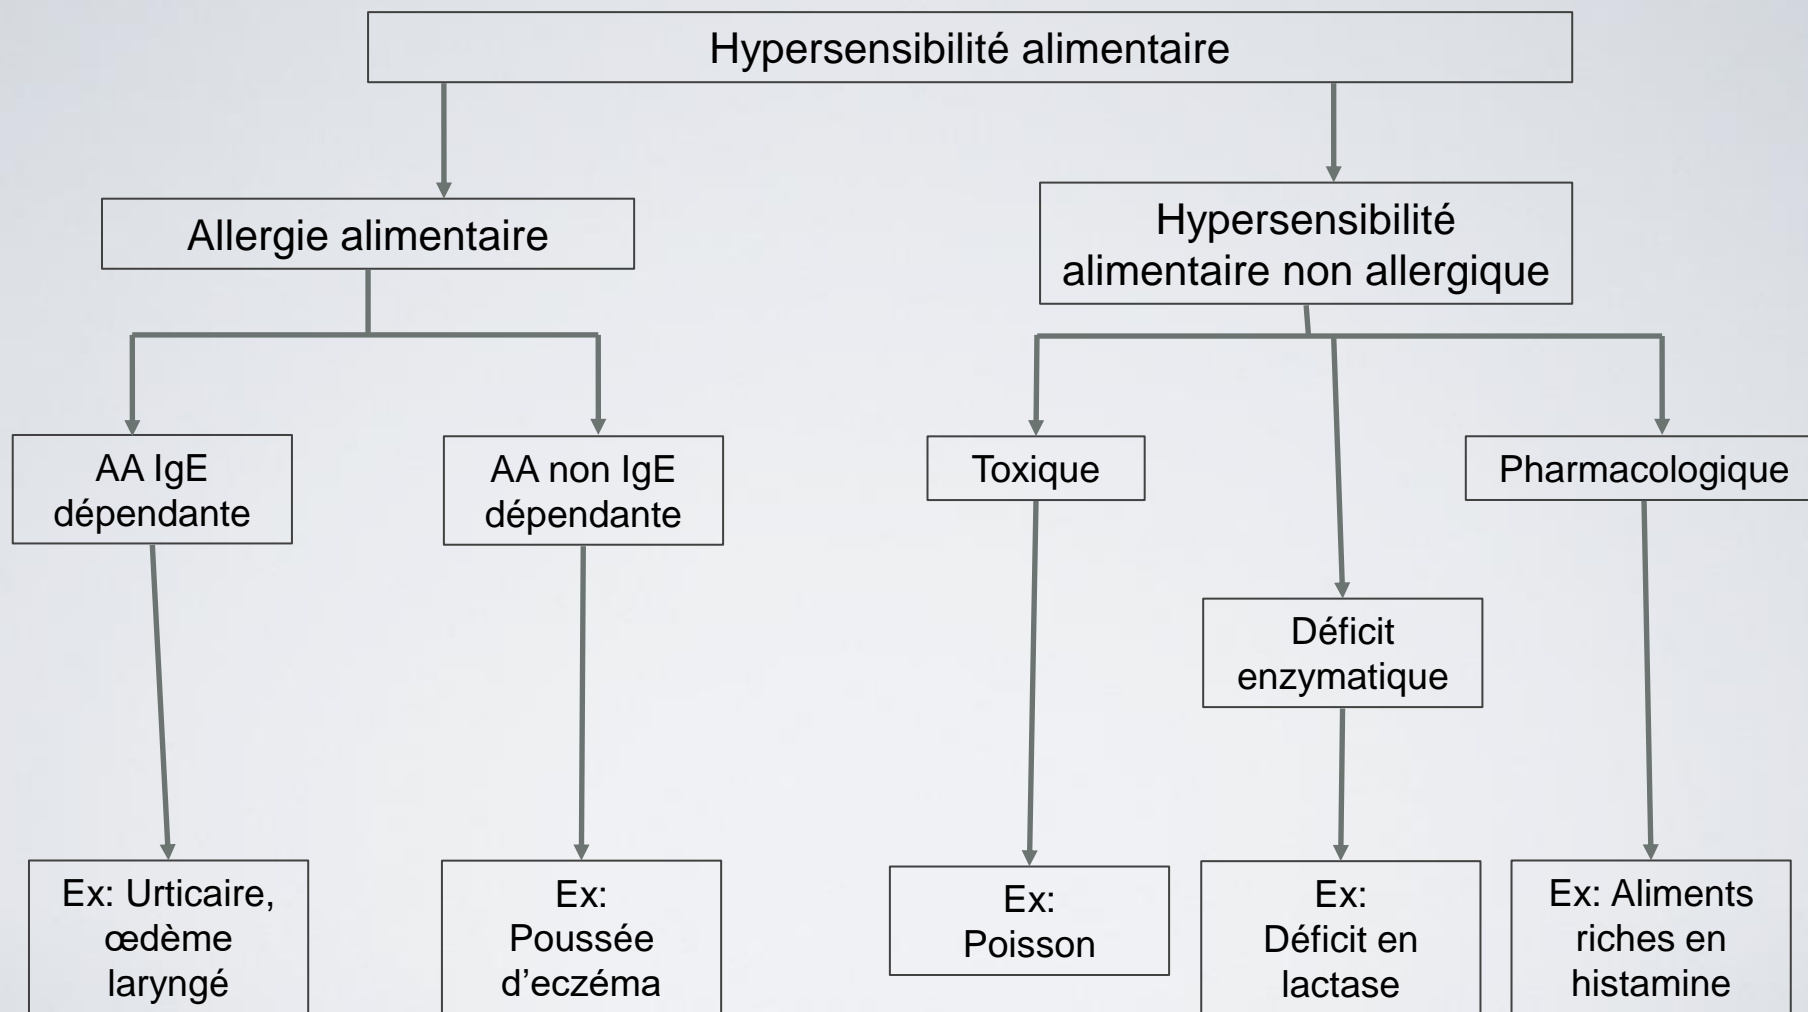 Hypersensibilité alimentaire
Allergie alimentaire
Hypersensibilité
alimentaire non allergique
AA IgE
dépendante
AA non IgE
dépendante
Toxique
Pharmacologique
Déficit
enzymatique
Ex: Urticaire,
œdème
laryngé
Ex:
Poussée
d’eczéma
Ex:
Poisson
Ex:
Déficit en
lactase
Ex: Aliments
riches en
histamine